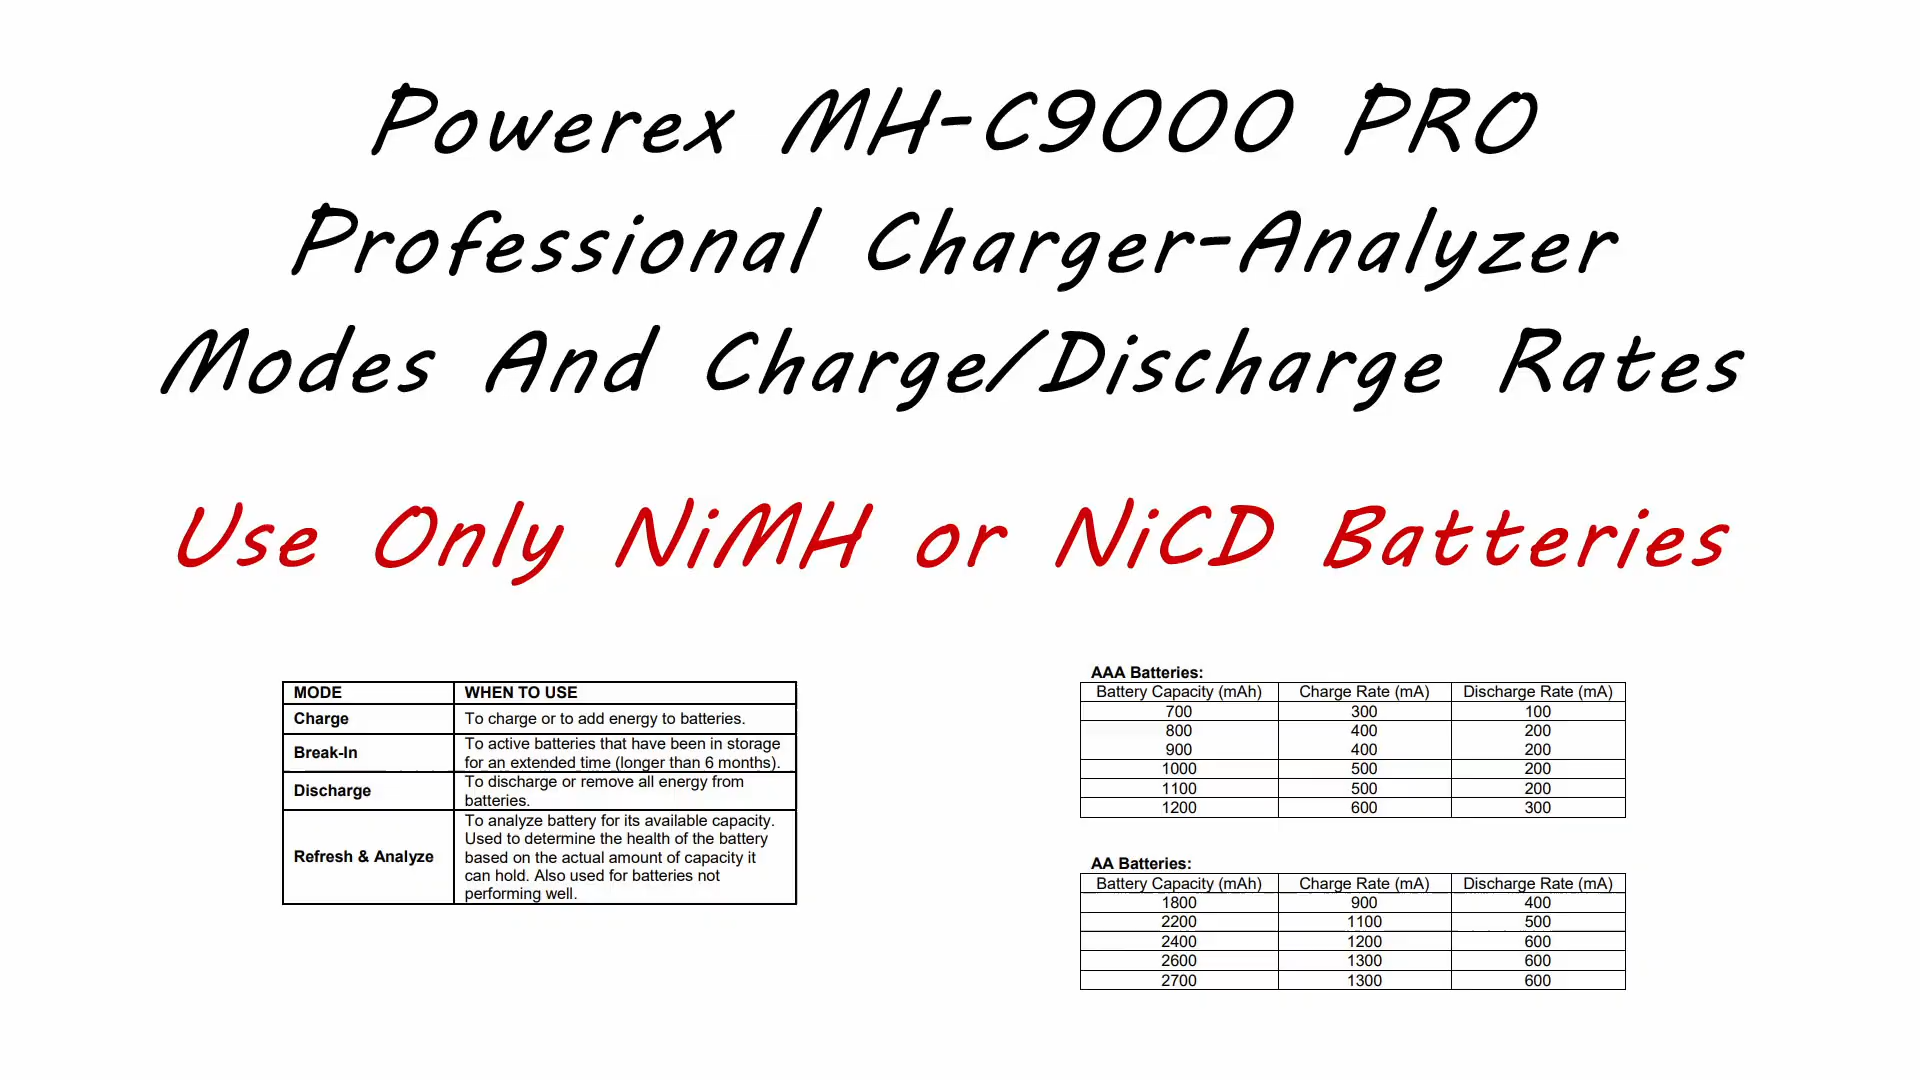 Powerex MH-C9000 PRO
Professional Charger-Analyzer
Modes And Charge/Discharge Rates
Use Only NiMH or NiCD Batteries
MODE WHEN TO USE
Charge To charge or to add energy to batteries.
Break-In To active batteries that have been in storage
for an extended time (longer than 6 months).
Discharge To discharge or remove all energy from
batteries.
Refresh & Analyze To analyze battery for its available capacity.
Used to determine the health of the battery
based on the actual amount of capacity it
can hold. Also used for batteries not
performing well.
AAA Batteries:
Battery Capacity (mAh) Charge Rate (mA) Discharge Rate (mA)
700 300 100
800 400 200
900 400 200
1000 500 200
1100 500 200
1200 600 300
AA Batteries:
Battery Capacity (mAh) Charge Rate (mA) Discharge Rate (mA)
1800 900 400
2200 1100 500
2400 1200 600
2600 1300 600
2700 1300 600